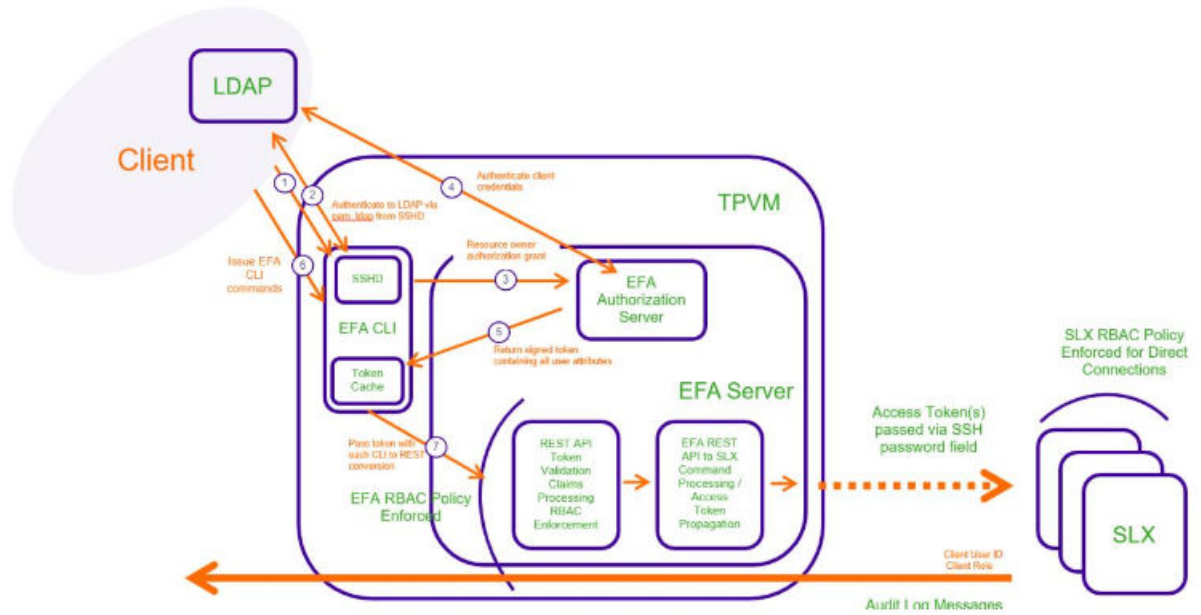 LDAP
Client
1
2
4
Authenticate client
credentials
TPVM
Authenticate to LDAP via
pam_ldap from SSHD
Issue EFA
CLI
commands
6
SSHD
Resource owner
authorization grant
3
EFA
Authorization
Server
EFA CLI
5
Return signed token
containing all user attributes
Token
Cache
SLX RBAC Policy
Enforced for Direct
Connections
EFA Server
Access Token(s)
passed via SSH
password field
Pass token with
each CLI to REST
conversion
7
REST API
Token
Validation
Claims
Processing
RBAC
Enforcement
EFA REST
API to SLX
Command
Processing /
Access
Token
Propagation
EFA RBAC Policy
Enforced
SLX
Client User ID
Client Role
Audit Log Messages